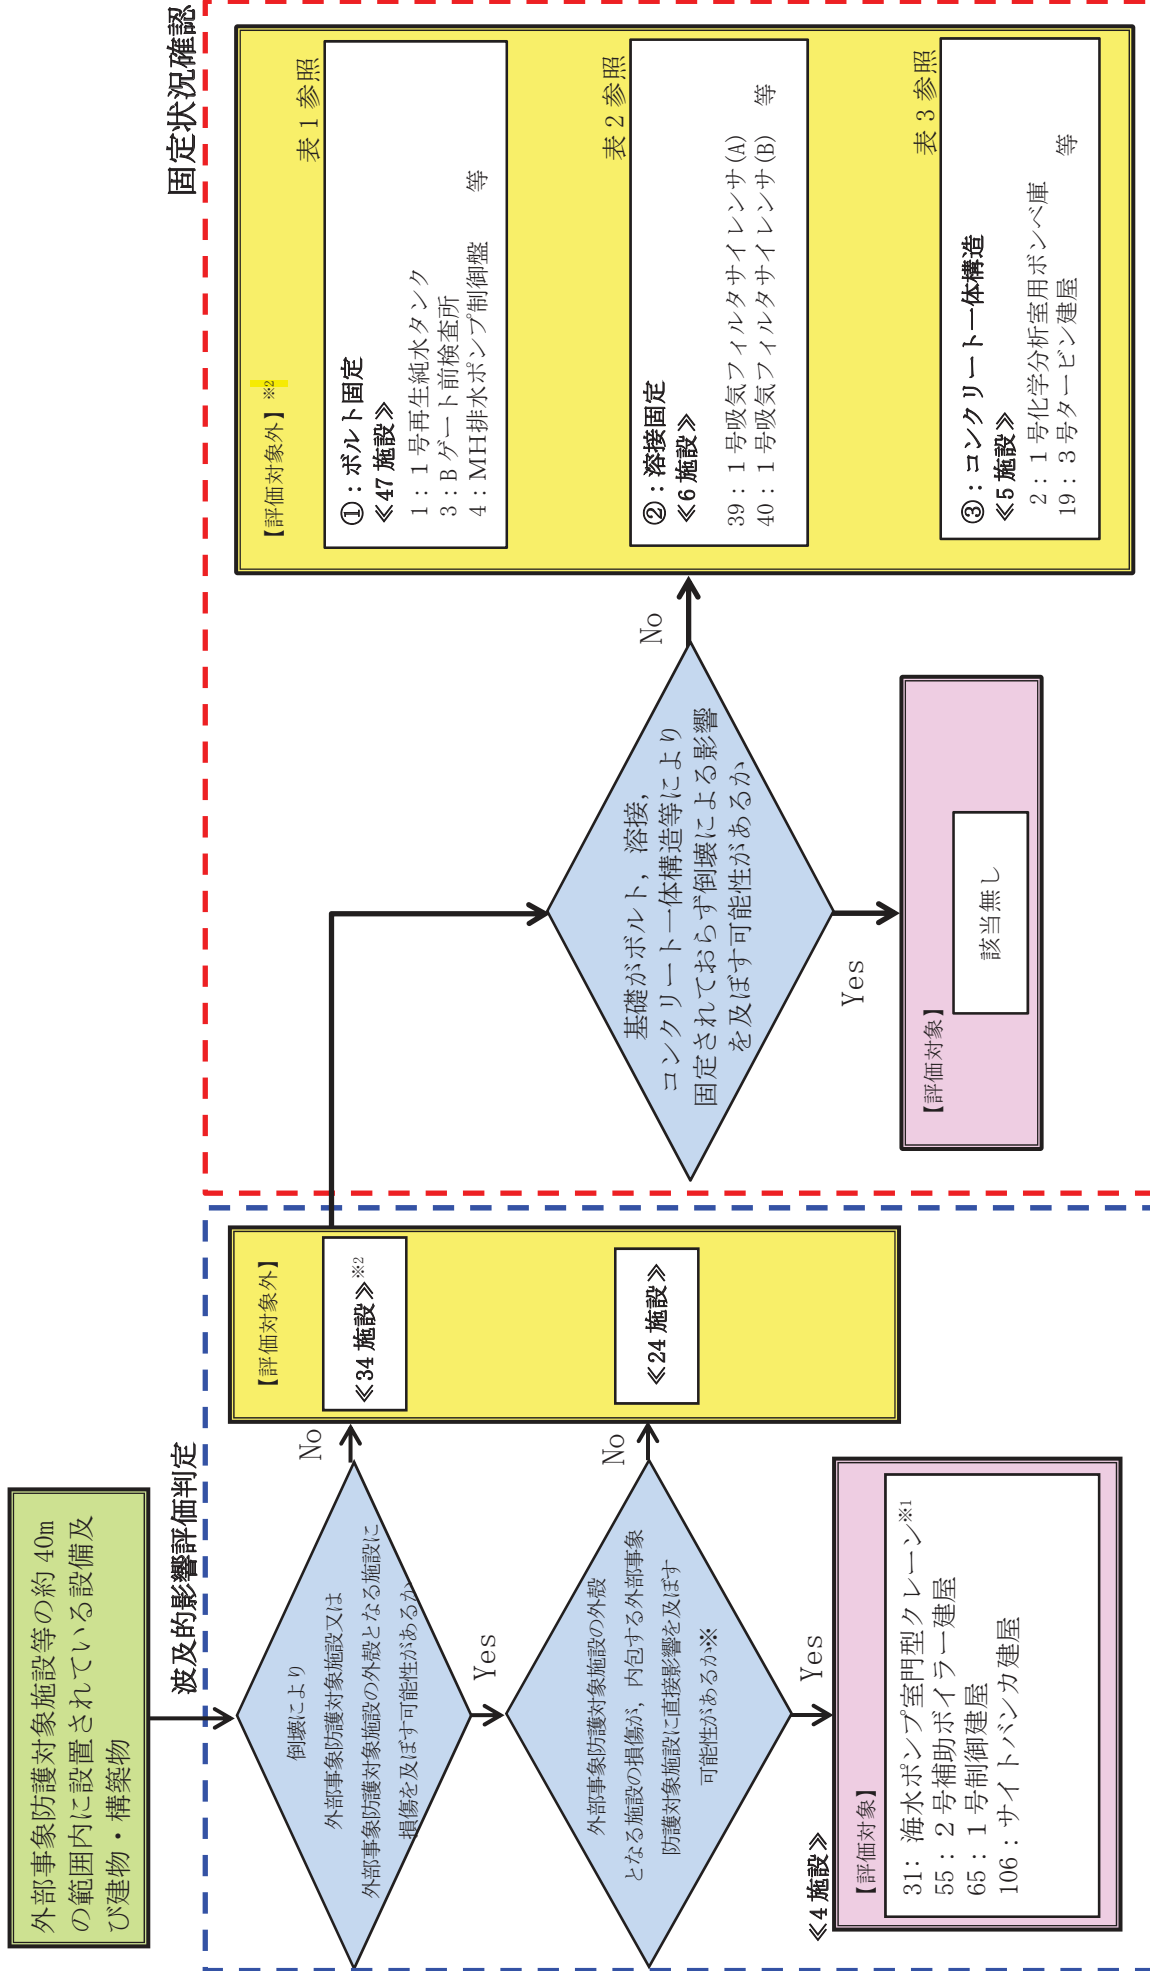 外部事象防護対象施設等の約 40m
の範囲内に設置されている設備及
び建物・構築物
波及的影響評価判定
倒壊により
外部事象防護対象施設又は
外部事象防護対象施設の外殻となる施設に
損傷を及ぼす可能性があるか
No
Yes
外部事象防護対象施設の外殻
となる施設の損傷が，内包する外部事象
防護対象施設に直接影響を及ぼす
可能性があるか※
No
Yes
【評価対象外】
≪34 施設≫※2
≪24 施設≫
≪4 施設≫
【評価対象】
31: 海水ポンプ室門型クレーン※1
55：2 号補助ボイラー建屋
65：1 号制御建屋
106：サイトバンカ建屋
固定状況確認
基礎がボルト，溶接，
コンクリート一体構造等により
固定されておらず倒壊による影響
を及ぼす可能性があるか
No
Yes
【評価対象】
該当無し
【評価対象外】※2
表 1 参照
①：ボルト固定
≪47 施設≫
1：1 号再生純水タンク
3：B ゲート前検査所
4：MH排水ポンプ制御盤 等
表 2 参照
②：溶接固定
≪6 施設≫
39：1 号吸気フィルタサイレンサ(A)
40：1 号吸気フィルタサイレンサ(B) 等
表 3 参照
③：コンクリート一体構造
≪5 施設≫
2：1 号化学分析室用ボンベ庫
19：3 号タービン建屋 等